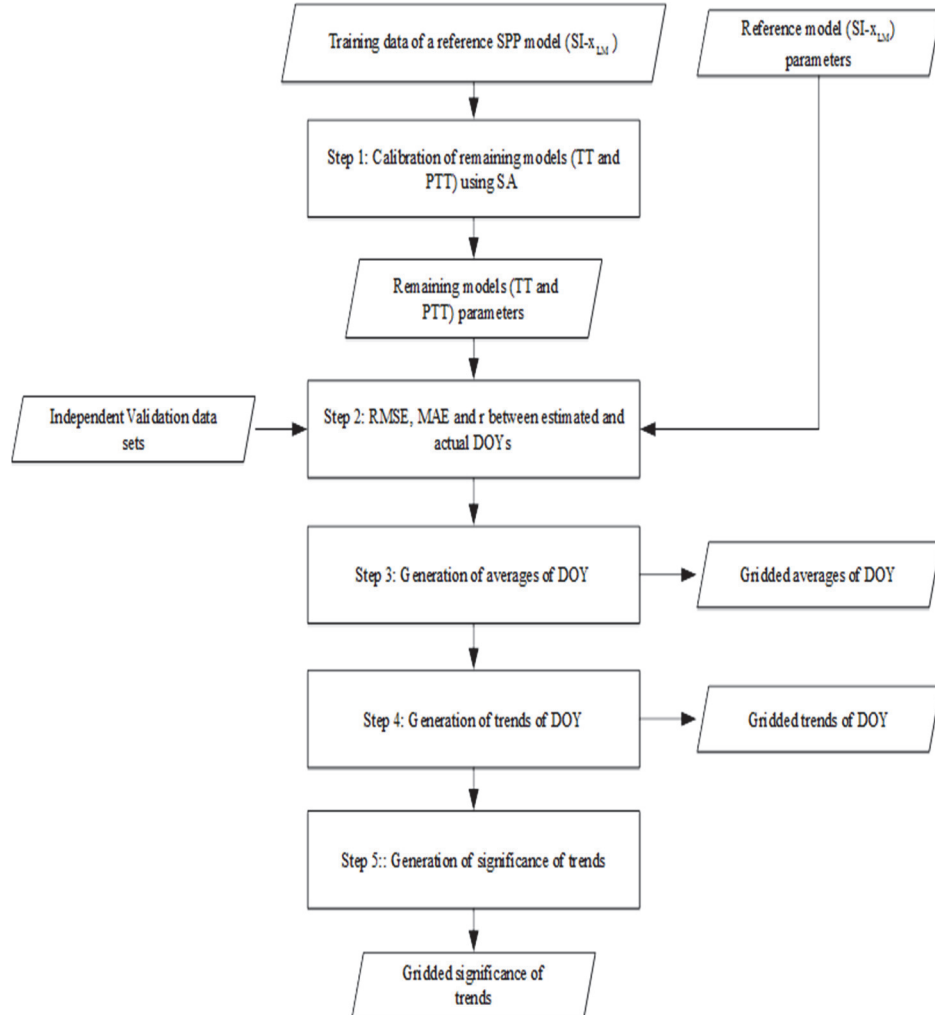 Training data of a reference SPP model (SI-xLM)
Reference model (SI-xLM)
parameters
Step 1: Calibration of remaining models (TT and
PTT) using SA
Remaining models (TT and
PTT) parameters
Independent Validation data
sets
Step 2: RMSE, MAE and r between estimated and
actual DOYs
Step 3: Generation of averages of DOY
Gridded averages of DOY
Step 4: Generation of trends of DOY
Gridded trends of DOY
Step 5:: Generation of significance of trends
Gridded significance of
trends